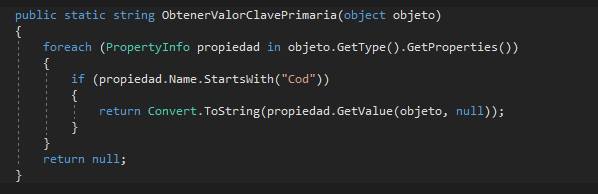 public static string ObtenerValorClavePrimaria(object objeto)
{
    foreach (PropertyInfo propiedad in objeto.GetType().GetProperties())
    {
        if (propiedad.Name.StartsWith("Cod"))
        {
            return Convert.ToString(propiedad.GetValue(objeto, null));
        }
    }
    return null;
}